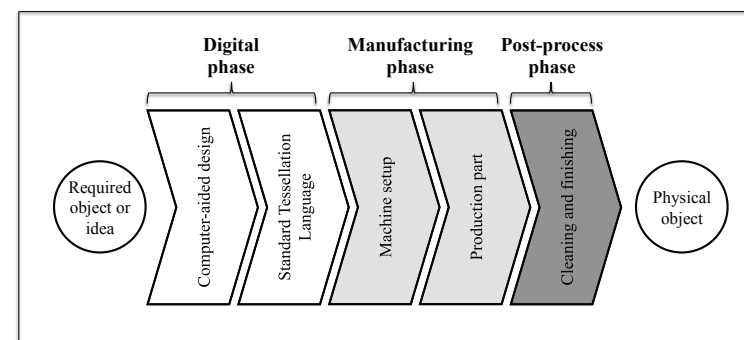 Digital
phase
Manufacturing
phase
Post-process
phase
Required
object or
idea
Computer-aided design
Standard Tessellation
Language
Machine setup
Production part
Cleaning and finishing
Physical
object